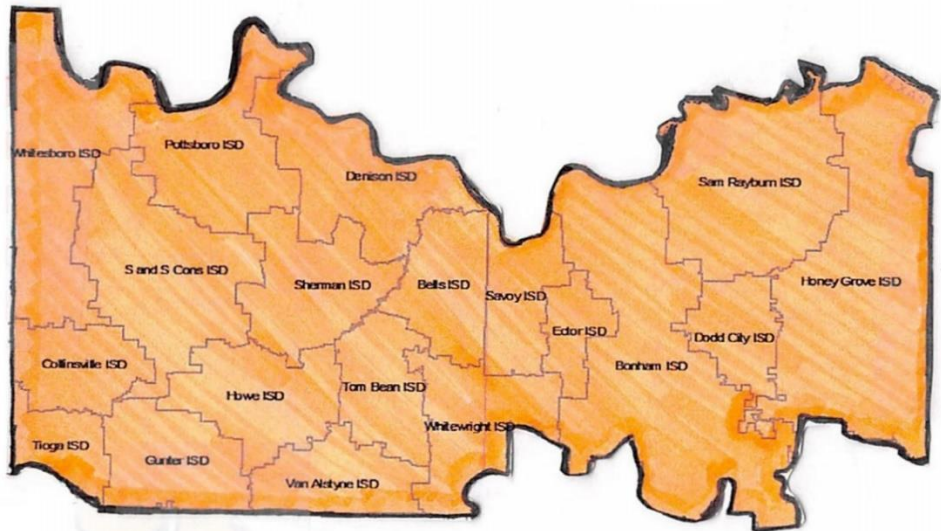 Whitesboro ISD
Pottsboro ISD
Denison ISD
Sam Rayburn ISD
S and S Cons ISD
Sherman ISD
Bells ISD
Savoy ISD
Honey Grove ISD
Ector ISD
Dodd City ISD
Collinsville ISD
Bonham ISD
Howe ISD
Tom Bean ISD
Whitewright ISD
Tioga ISD
Gunter ISD
Van Alstyne ISD